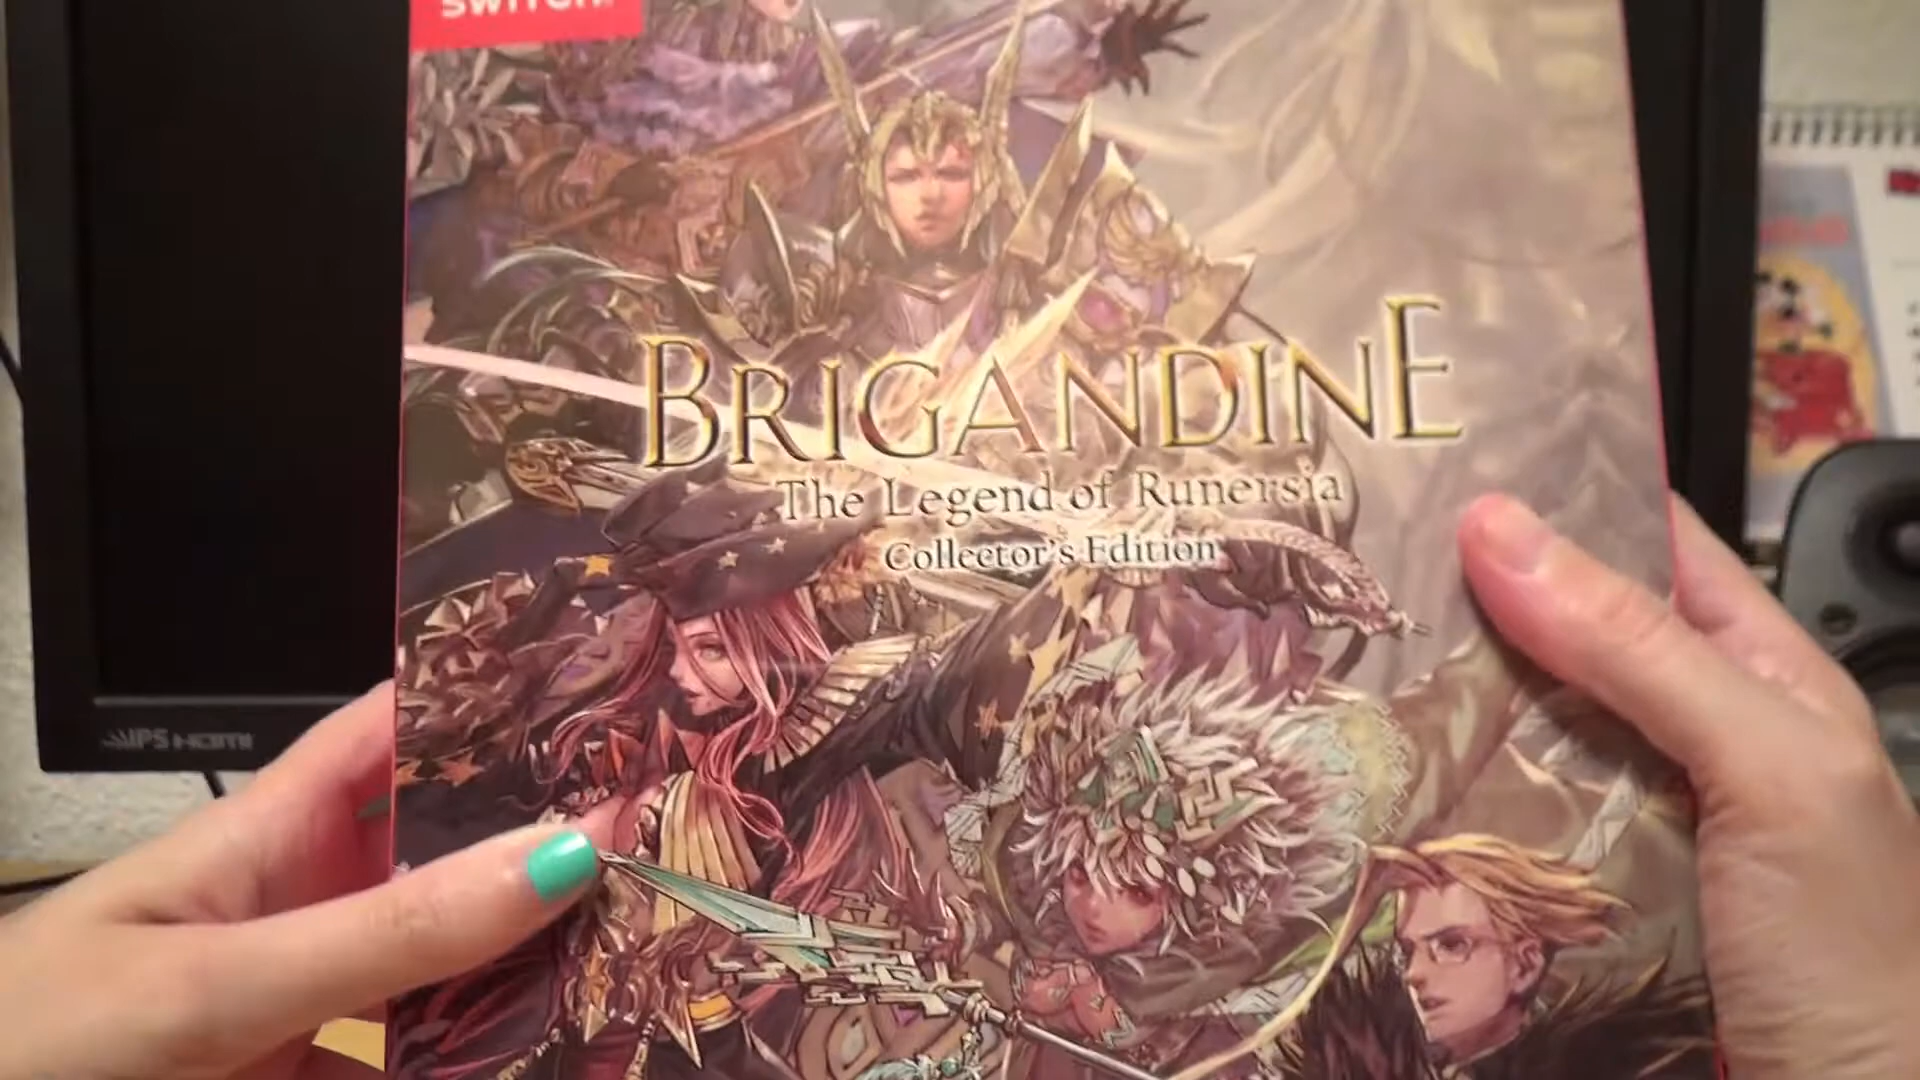 SWITCH
BRIGANDINE
The Legend of Runersia
Collector's Edition
IPS HDMI